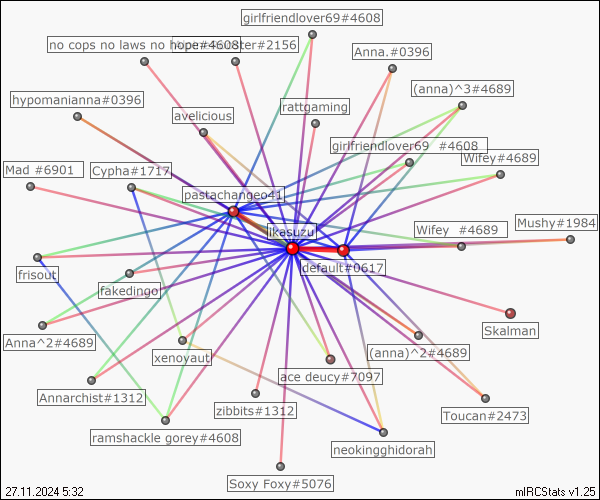 girlfriendlover69#4608
no cops no laws no hope#4608
#2156
Anna.#0396
(anna)^3#4689
hypomanianna#0396
rattgaming
avelicious
girlfriendlover69 #4608
Wifey#4689
Mad #6901
Cypha#1717
pastachangeo41
Mushy#1984
ikasuzu
Wifey #4689
default#0617
frisout
fakedingo
Skalman
Anna^2#4689
xenoyaut
(anna)^2#4689
ace deucy#7097
Annarchist#1312
zibbits#1312
Toucan#2473
ramshackle gorey#4608
neokingghidorah
Soxy Foxy#5076
27.11.2024 5:32
mIRCStats v1.25